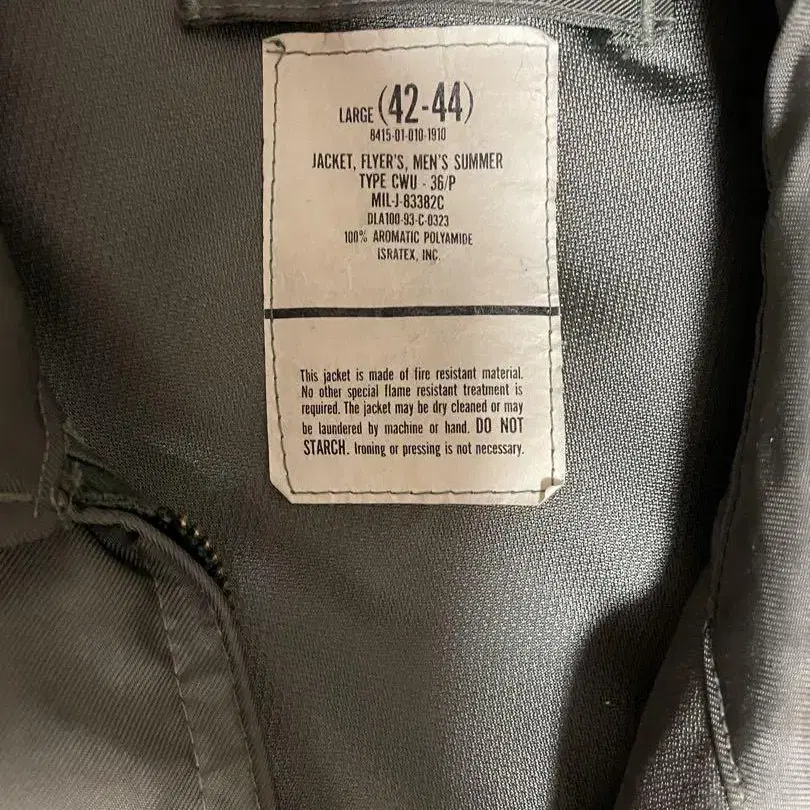 LARGE (42-44)
8415-01-010-1910
JACKET, FLYER'S, MEN'S SUMMER
TYPE CWU - 36/P
MIL-J-83382C
DLA100-93-C-0323
100% AROMATIC POLYAMIDE
ISRATEX, INC.
This jacket is made of fire resistant material.
No other special flame resistant treatment is
required. The jacket may be dry cleaned or may
be laundered by machine or hand. DO NOT
STARCH. Ironing or pressing is not necessary.